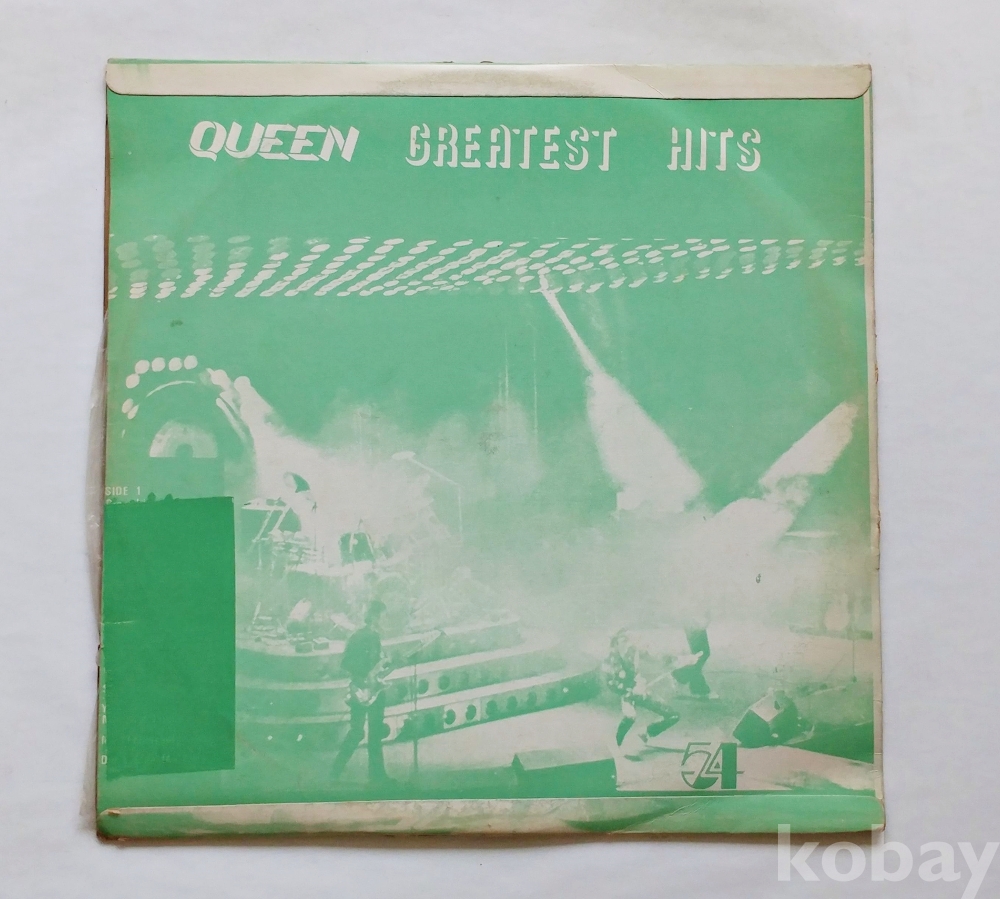 QUEEN GREATEST HITS
SIDE 1
54
kobay